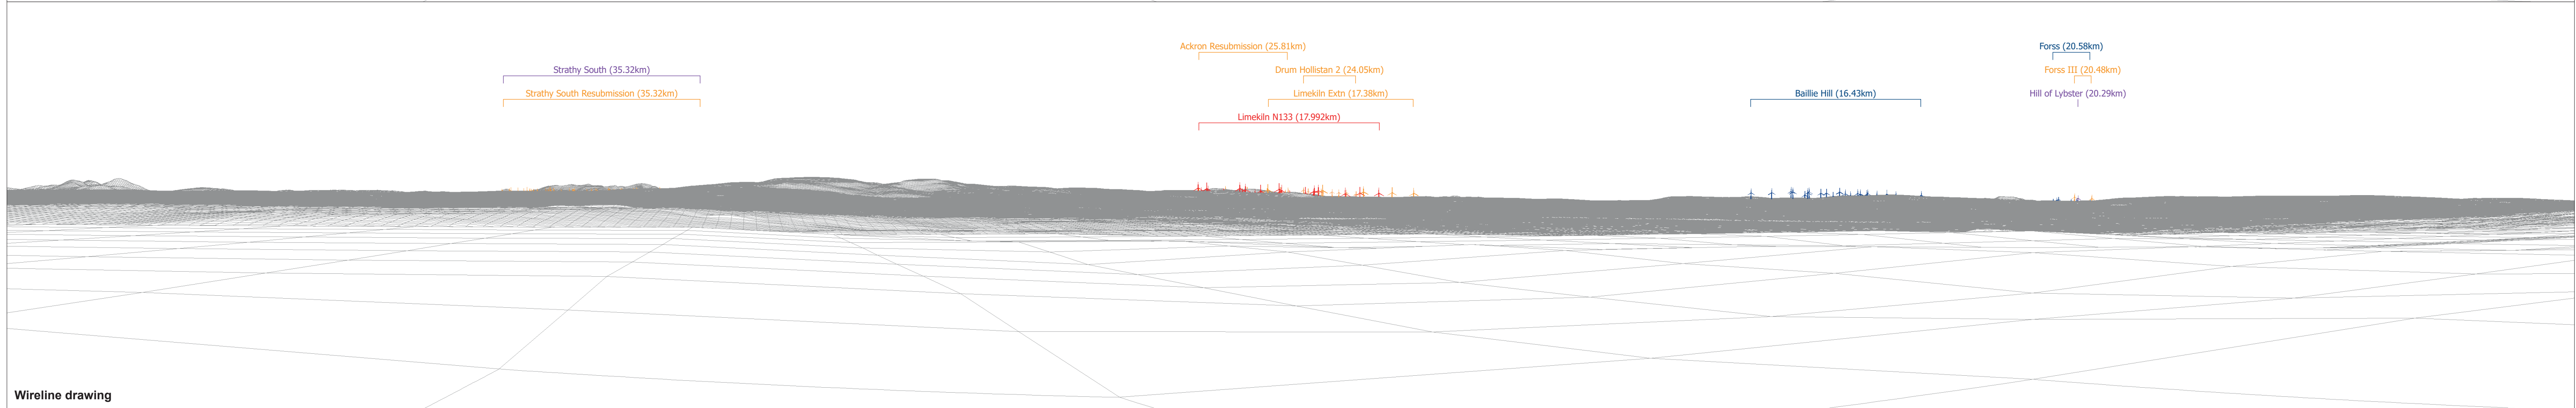 Ackron Resubmission (25.81km)
Forss (20.58km)
Strathy South (35.32km)
Drum Hollistan 2 (24.05km)
Forss III (20.48km)
Strathy South Resubmission (35.32km)
Limekiln Extn (17.38km)
Baillie Hill (16.43km)
Hill of Lybster (20.29km)
Limekiln N133 (17.992km)
Wireline drawing